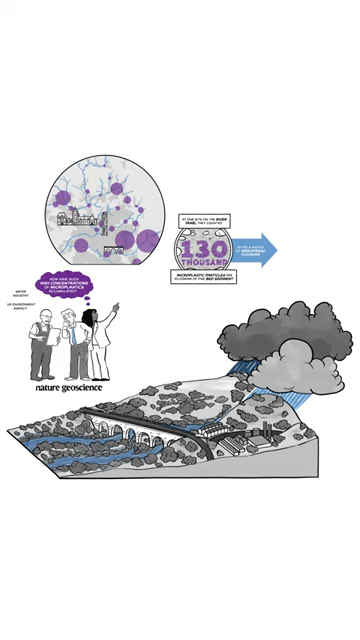 AT ONE SITE ON THE RIVER
TAME, THEY COUNTED
130
THOUSAND
MICROPLASTIC PARTICLES PER
KILOGRAM OF THIS BED SEDIMENT
AFTER A WINTER
OF WIDESPREAD
FLOODING
HOW HAVE SUCH
HIGH CONCENTRATIONS
OF MICROPLASTICS
ACCUMULATED?
WATER
INDUSTRY
UK ENVIRONMENT
AGENCY
nature geoscience